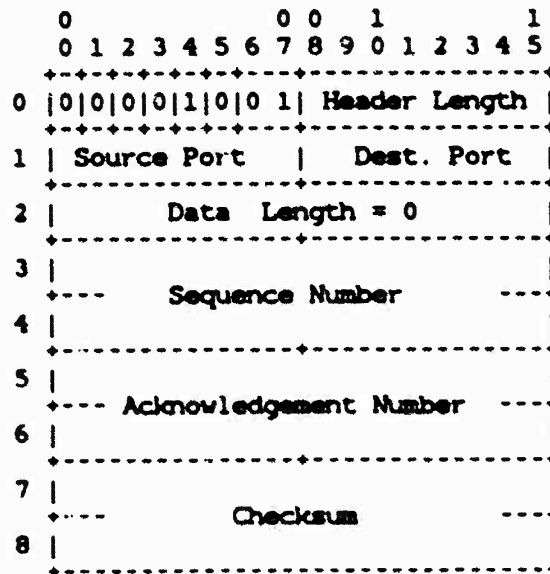 0 0 0 1 1
0 1 2 3 4 5 6 7 8 9 0 1 2 3 4 5
+-+-+-+-+-+-+-+-+---------------+
0 |0|0|0|0|1|0|0 1| Header Length |
+-+-+-+-+-+-+-+-+---------------+
1 | Source Port | Dest. Port |
+---------------+---------------+
2 | Data Length = 0 |
+---------------+---------------+
3 |
+--- Sequence Number ---+
4 |
+---------------+---------------+
5 |
+--- Acknowledgement Number ---+
6 |
+---------------+---------------+
7 |
+--- Checksum ---+
8 |
+---------------+---------------+